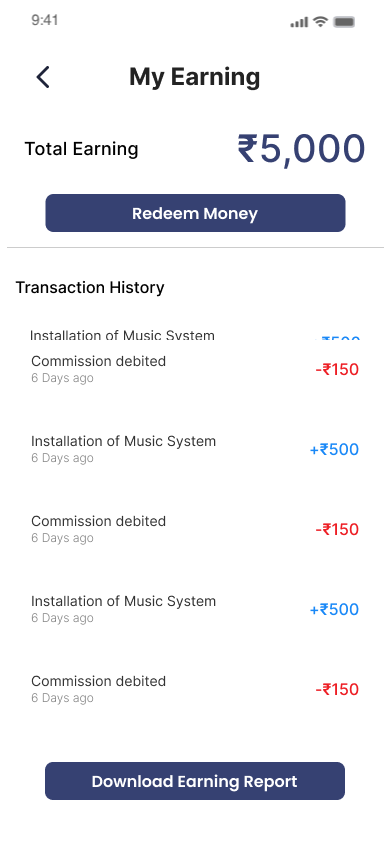 9:41
My Earning
Total Earning
₹5,000
Redeem Money
Transaction History
Installation of Music System
₹500
Commission debited
-₹150
6 Days ago
Installation of Music System
+₹500
6 Days ago
Commission debited
-₹150
6 Days ago
Installation of Music System
+₹500
6 Days ago
Commission debited
-₹150
6 Days ago
Download Earning Report